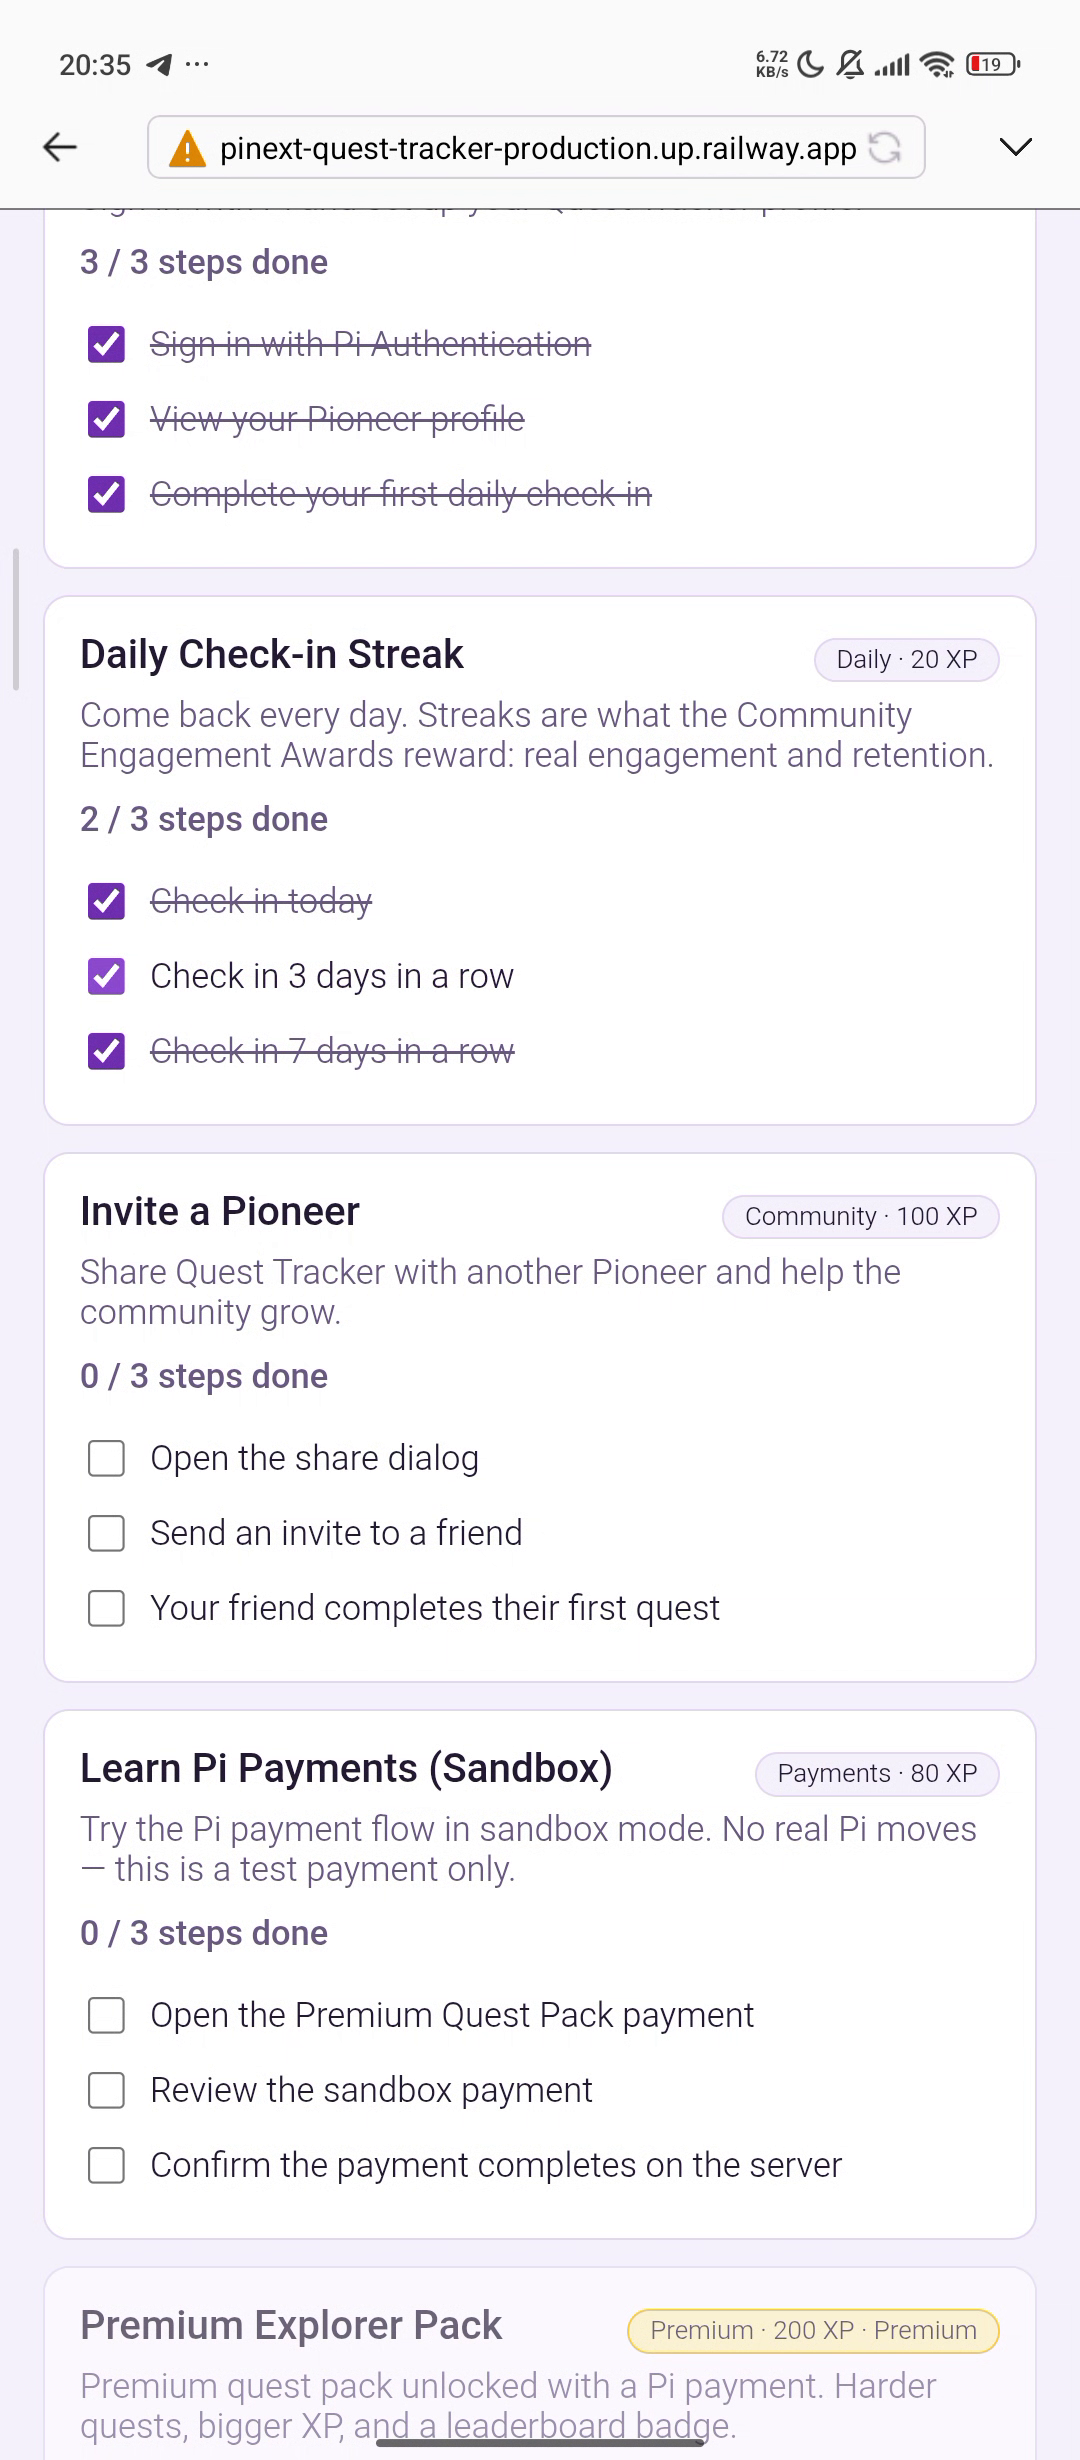 20:35
6.72 KB/s
19
pinext-quest-tracker-production.up.railway.app
3 / 3 steps done
Sign in with Pi Authentication
View your Pioneer profile
Complete your first daily check-in
Daily Check-in Streak
Daily · 20 XP
Come back every day. Streaks are what the Community
Engagement Awards reward: real engagement and retention.
2 / 3 steps done
Check in today
Check in 3 days in a row
Check in 7 days in a row
Invite a Pioneer
Community · 100 XP
Share Quest Tracker with another Pioneer and help the
community grow.
0 / 3 steps done
Open the share dialog
Send an invite to a friend
Your friend completes their first quest
Learn Pi Payments (Sandbox)
Payments · 80 XP
Try the Pi payment flow in sandbox mode. No real Pi moves
— this is a test payment only.
0 / 3 steps done
Open the Premium Quest Pack payment
Review the sandbox payment
Confirm the payment completes on the server
Premium Explorer Pack
Premium · 200 XP · Premium
Premium quest pack unlocked with a Pi payment. Harder
quests, bigger XP, and a leaderboard badge.